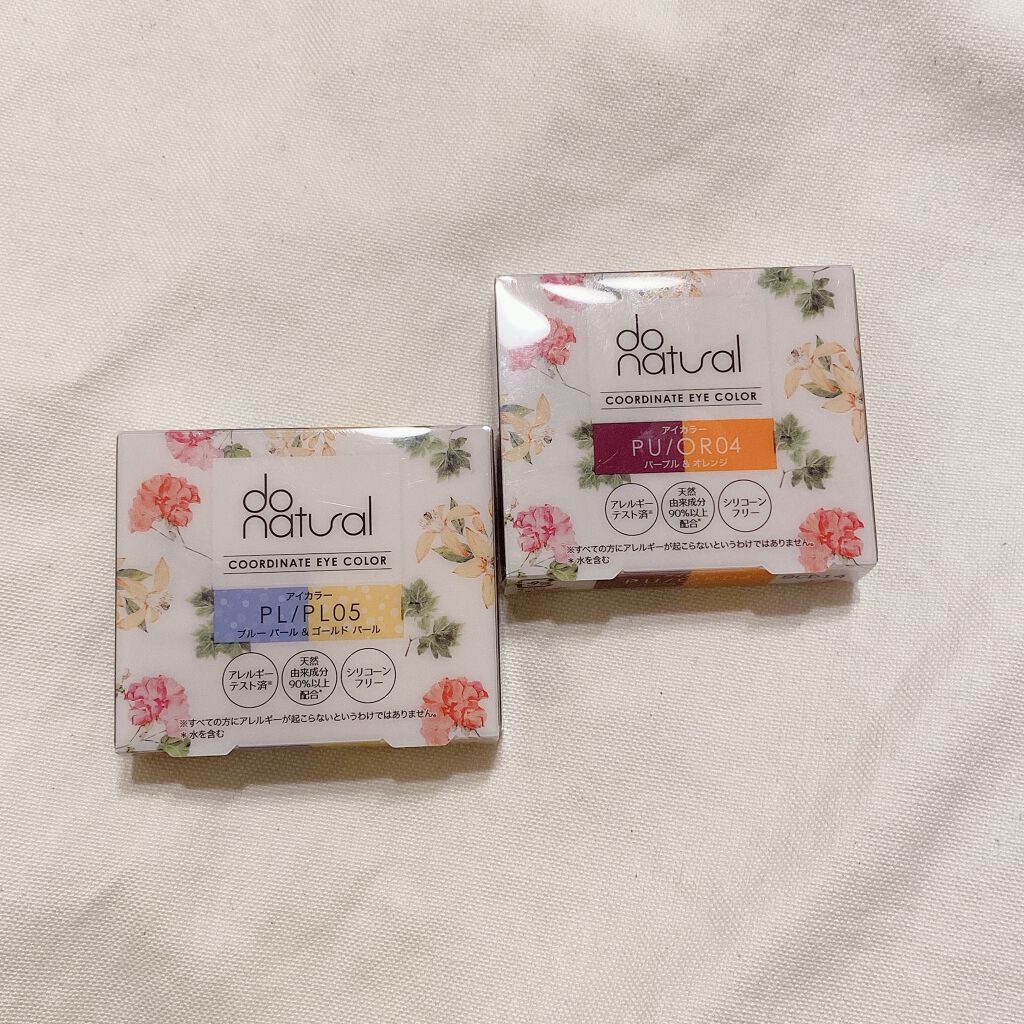 do
natural
COORDINATE EYE COLOR
アイカラー
PL/PL05
ブルー パール & ゴールド パール
アレルギー
テスト済※
天然
由来成分
90%以上
配合*
シリコーン
フリー
※すべての方にアレルギーが起こらないというわけではありません。
*水を含む
do
natural
COORDINATE EYE COLOR
アイカラー
PU/OR04
パープル & オレンジ
アレルギー
テスト済※
天然
由来成分
90%以上
配合*
シリコーン
フリー
※すべての方にアレルギーが起こらないというわけではありません。
*水を含む